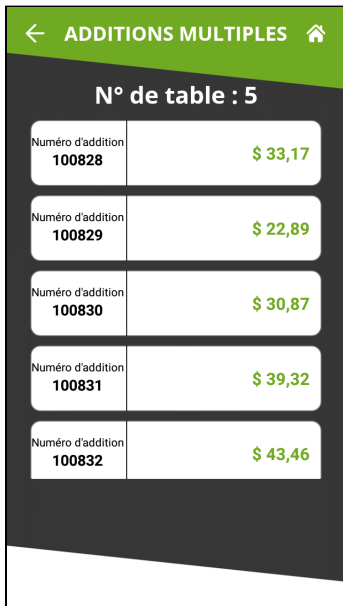 ADDITIONS MULTIPLES
N° de table : 5
Numéro d'addition
100828
$ 33,17
Numéro d'addition
100829
$ 22,89
Numéro d'addition
100830
$ 30,87
Numéro d'addition
100831
$ 39,32
Numéro d'addition
100832
$ 43,46